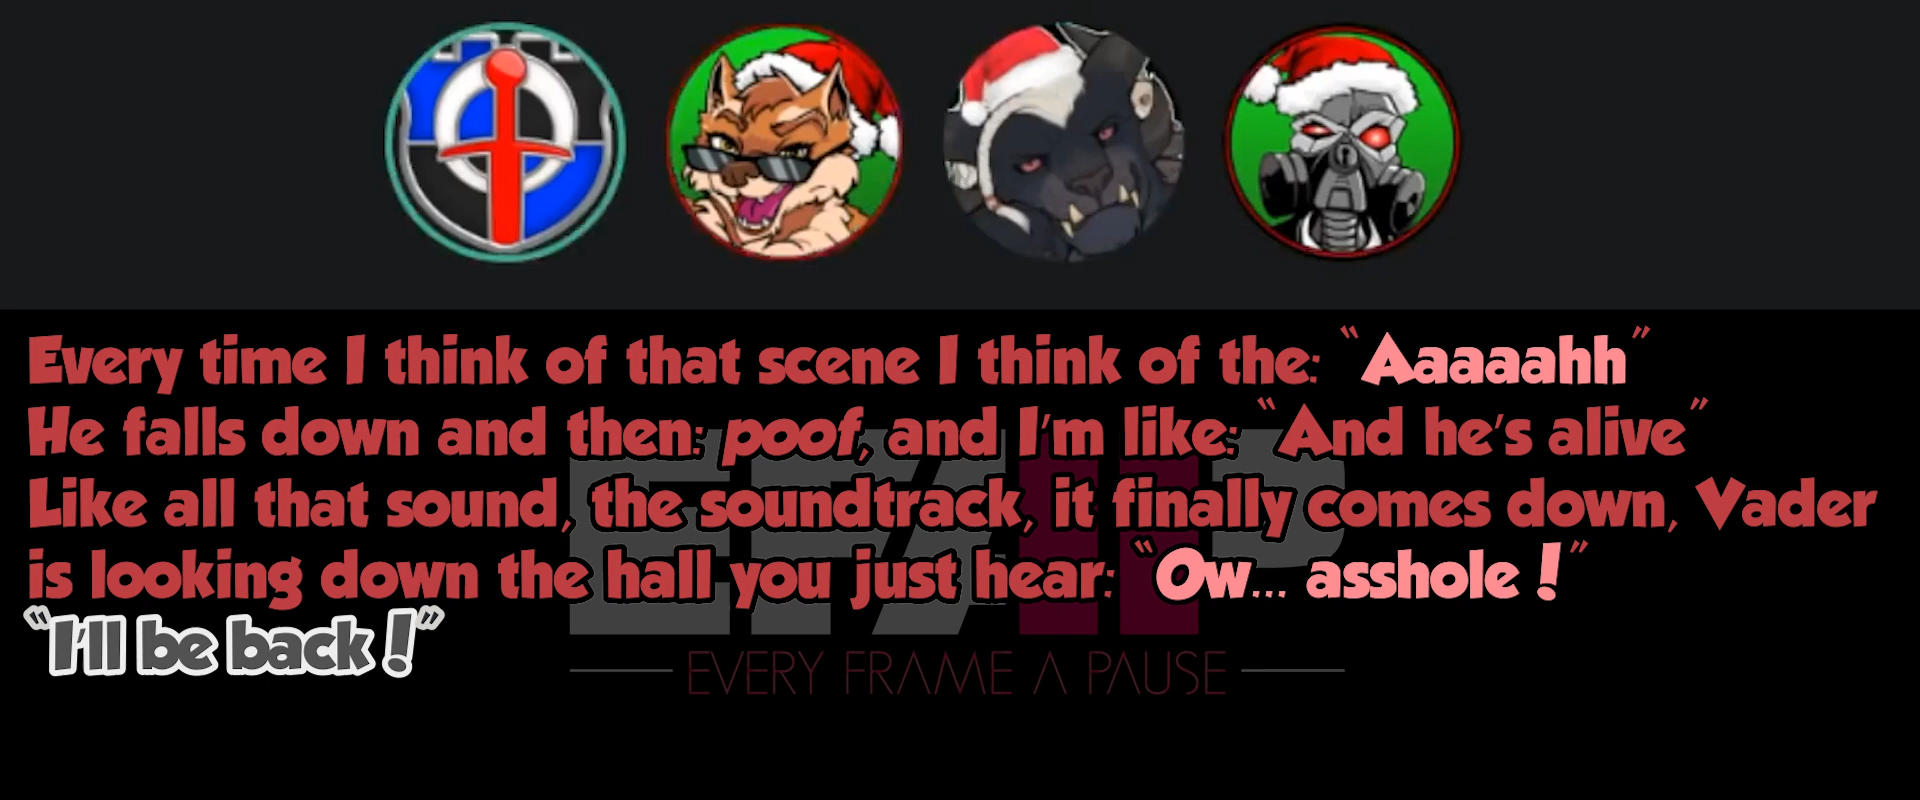 Every time I think of that scene I think of the: “Aaaaahh”
He falls down and then: poof, and I'm like: “And he's alive”
Like all that sound, the soundtrack, it finally comes down, Vader
is looking down the hall you just hear: “Ow... asshole!”
“I'll be back!”
EFAP
EVERY FRAME A PAUSE